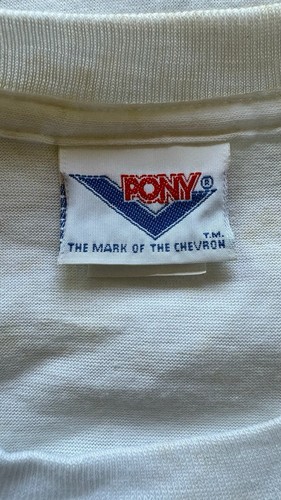 PONY®
T.M.
THE MARK OF THE CHEVRON